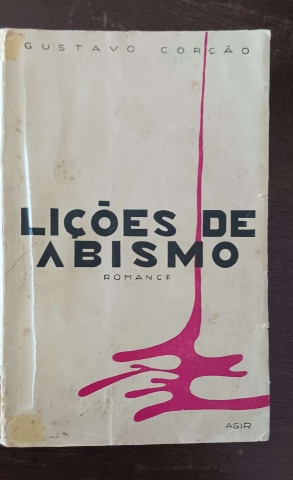 GUSTAVO CORÇÃO
LIÇÕES DE
ABISMO
ROMANCE
AGIR